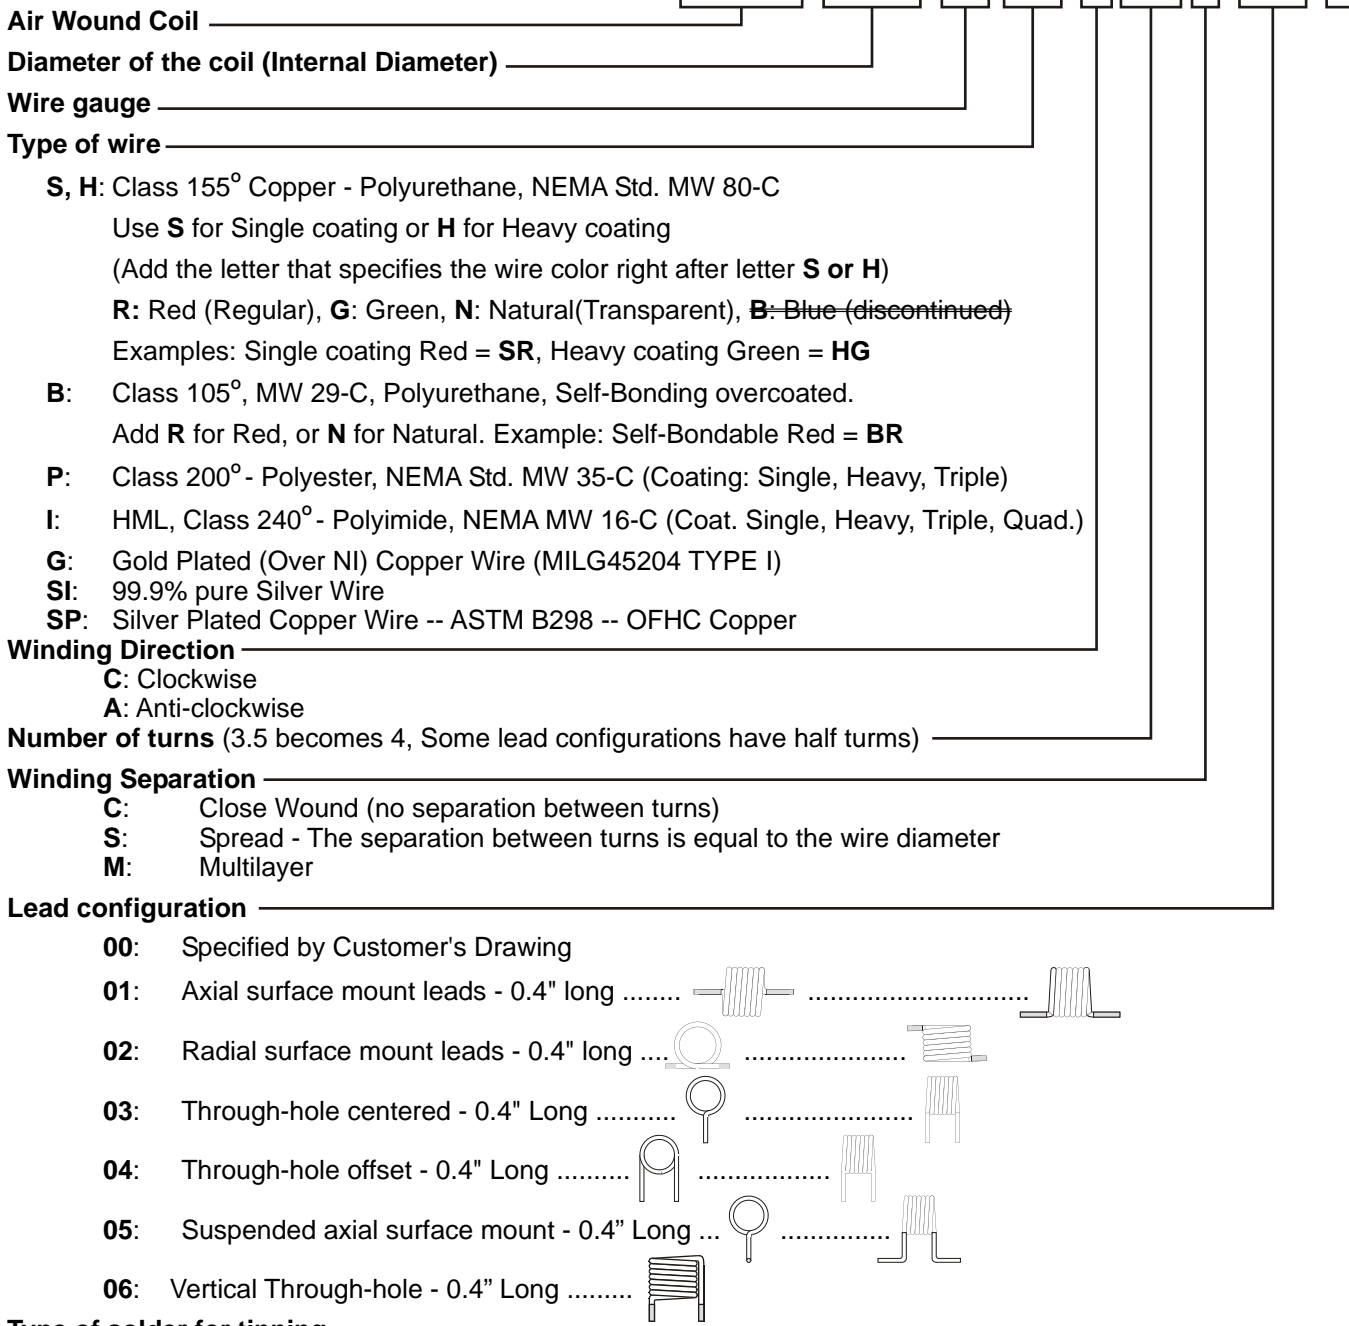 Air Wound Coil
Diameter of the coil (Internal Diameter)
Wire gauge
Type of wire
S, H: Class 155° Copper - Polyurethane, NEMA Std. MW 80-C
Use S for Single coating or H for Heavy coating
(Add the letter that specifies the wire color right after letter S or H)
R: Red (Regular), G: Green, N: Natural(Transparent), B: Blue (discontinued)
Examples: Single coating Red = SR, Heavy coating Green = HG
B: Class 105°, MW 29-C, Polyurethane, Self-Bonding overcoated.
Add R for Red, or N for Natural. Example: Self-Bondable Red = BR
P: Class 200° - Polyester, NEMA Std. MW 35-C (Coating: Single, Heavy, Triple)
I: HML, Class 240° - Polyimide, NEMA MW 16-C (Coat. Single, Heavy, Triple, Quad.)
G: Gold Plated (Over NI) Copper Wire (MILG45204 TYPE I)
SI: 99.9% pure Silver Wire
SP: Silver Plated Copper Wire -- ASTM B298 -- OFHC Copper
Winding Direction
C: Clockwise
A: Anti-clockwise
Number of turns (3.5 becomes 4, Some lead configurations have half turns)
Winding Separation
C: Close Wound (no separation between turns)
S: Spread - The separation between turns is equal to the wire diameter
M: Multilayer
Lead configuration
00: Specified by Customer's Drawing
01: Axial surface mount leads - 0.4" long ........ ..............................
02: Radial surface mount leads - 0.4" long .... ......................
03: Through-hole centered - 0.4" Long ........... .......................
04: Through-hole offset - 0.4" Long .......... ..................
05: Suspended axial surface mount - 0.4” Long ... ...............
06: Vertical Through-hole - 0.4” Long .........
Type of solder for tinning